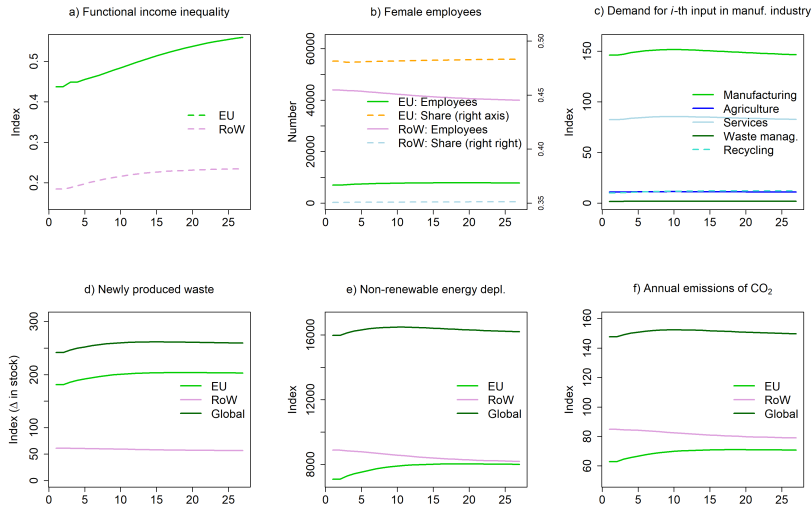 a) Functional income inequality
Index
0.2
0.3
0.4
0.5
0
5
10
15
20
25
EU
RoW
b) Female employees
Number
0
20000
40000
60000
0.35
0.40
0.45
0.50
0
5
10
15
20
25
EU: Employees
EU: Share (right axis)
RoW: Employees
RoW: Share (right right)
c) Demand for i-th input in manuf. industry
Index
0
50
100
150
0
5
10
15
20
25
Manufacturing
Agriculture
Services
Waste manag.
Recycling
d) Newly produced waste
Index (Δ in stock)
0
50
100
200
300
0
5
10
15
20
25
EU
RoW
Global
e) Non-renewable energy depl.
Index
8000
12000
16000
0
5
10
15
20
25
EU
RoW
Global
f) Annual emissions of CO₂
Index
60
80
100
120
140
160
0
5
10
15
20
25
EU
RoW
Global